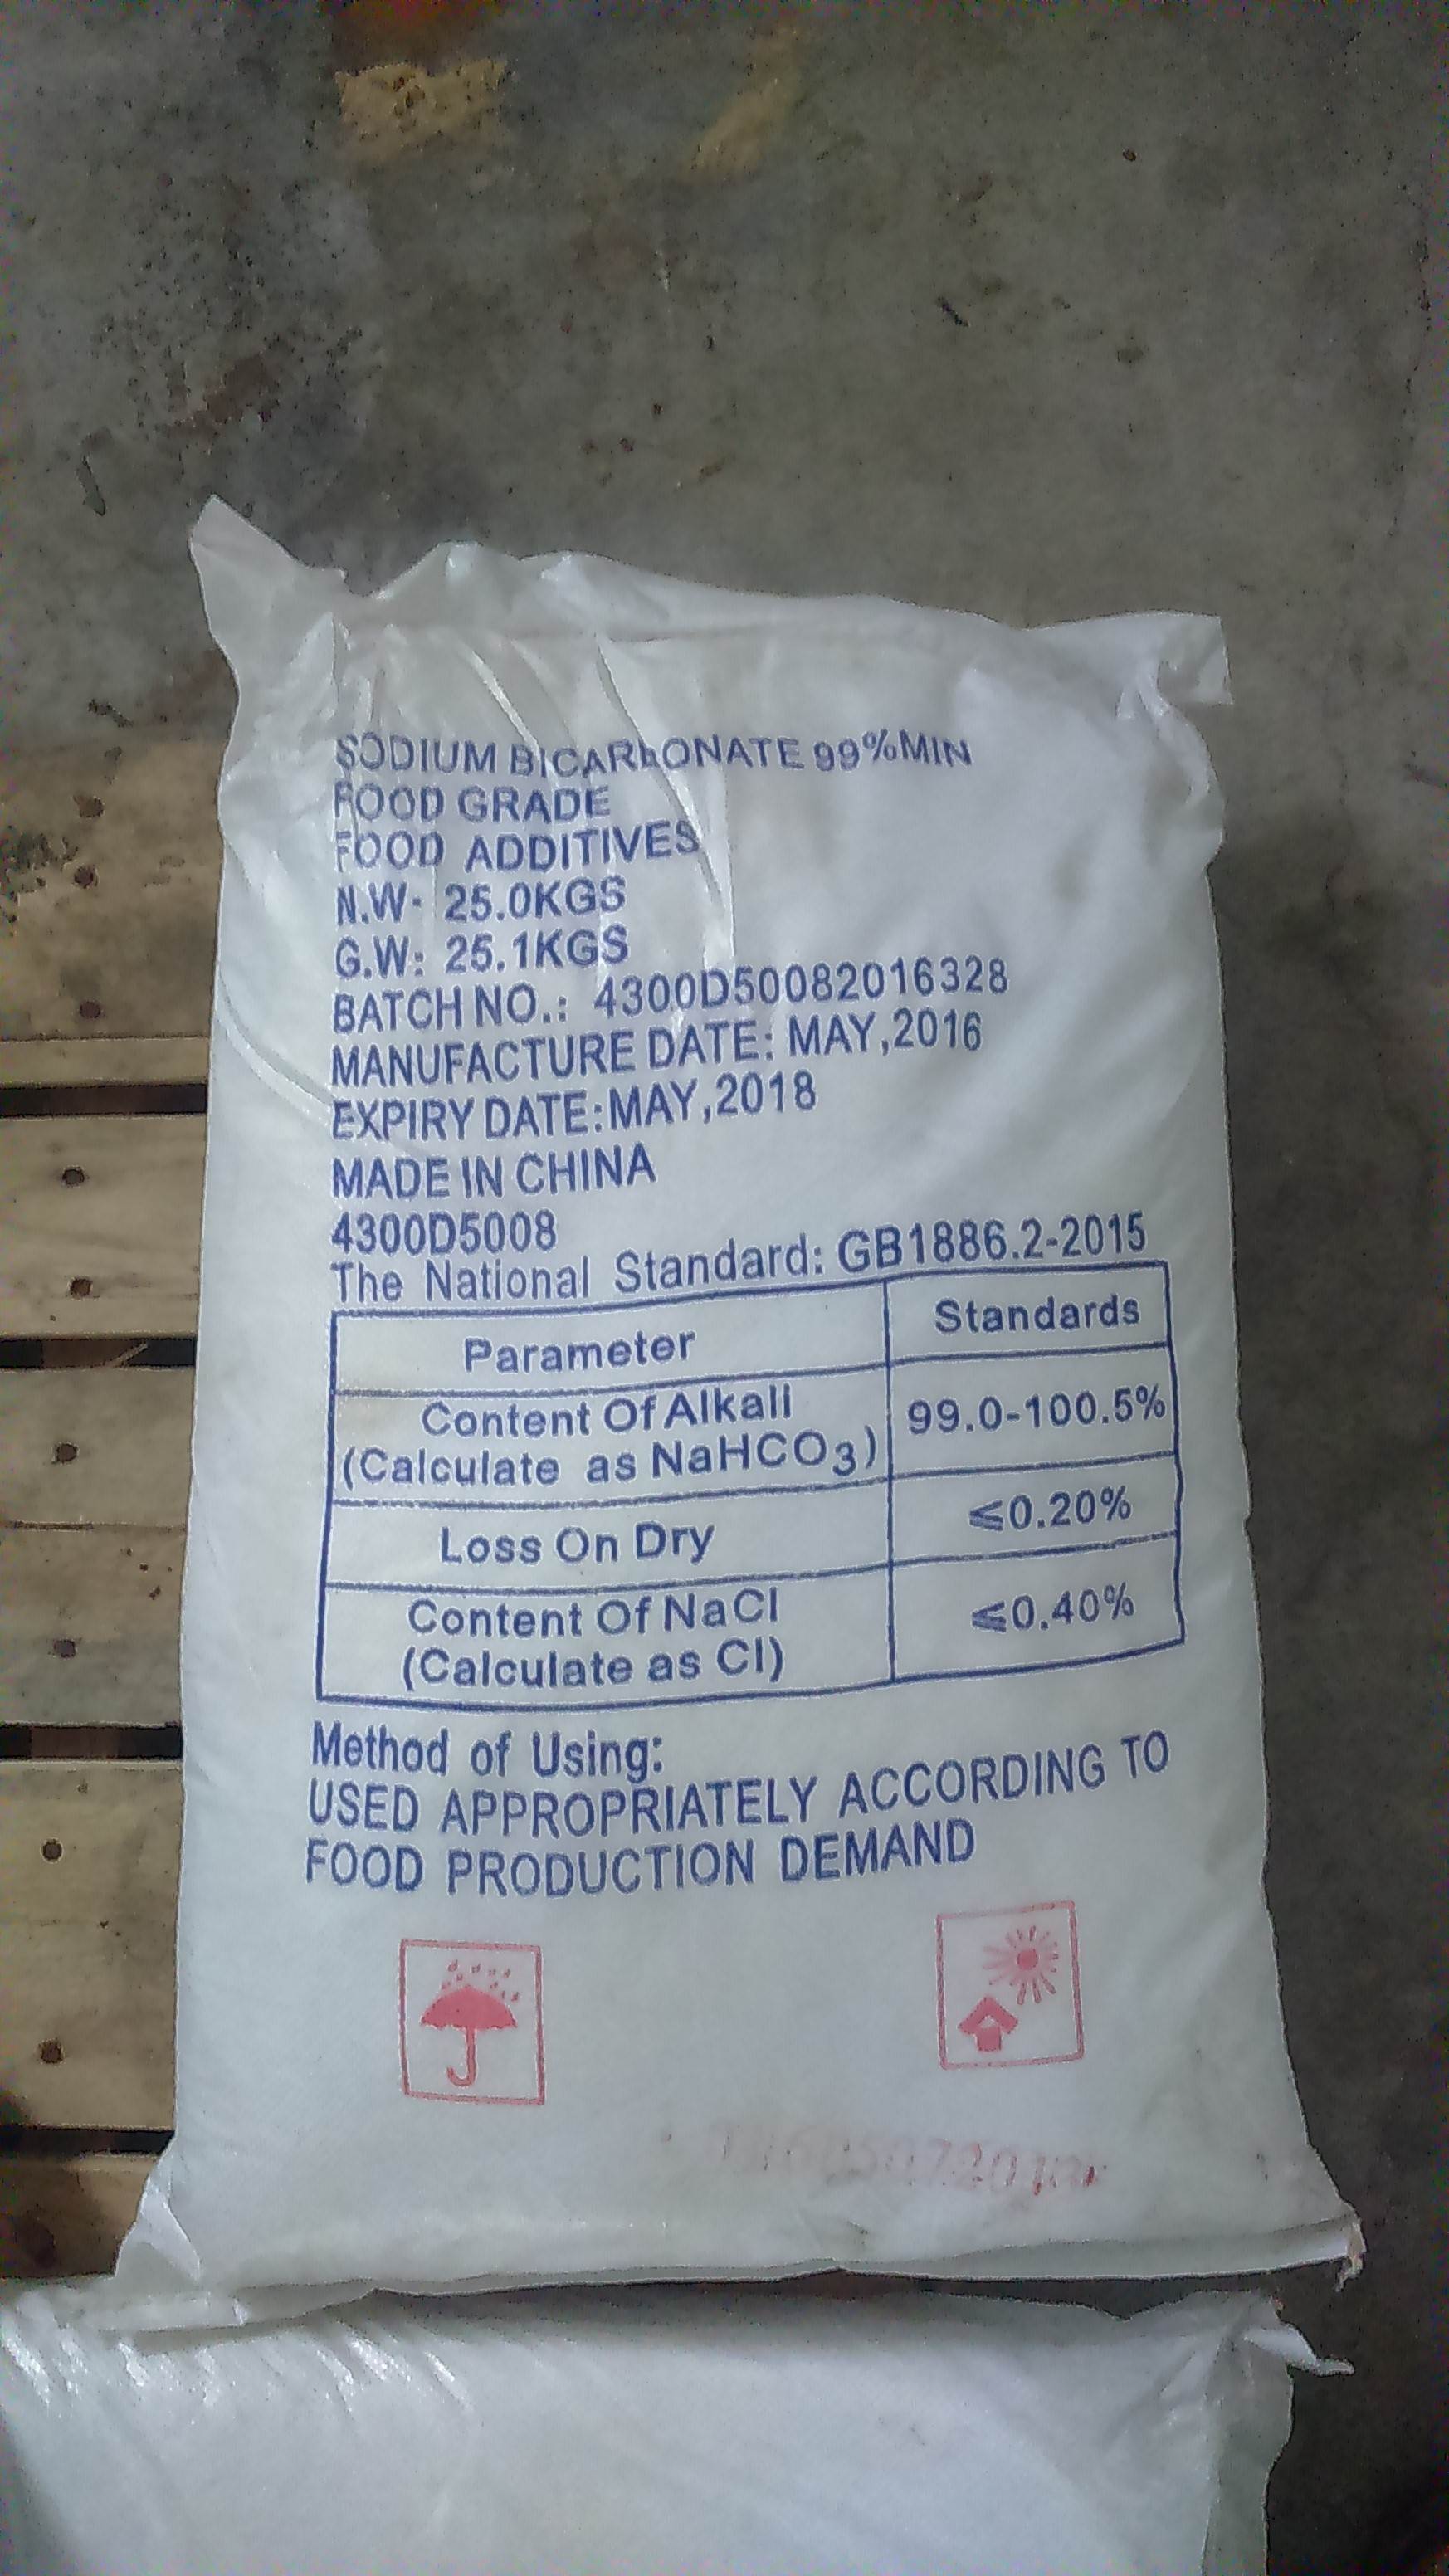 SODIUM BICARBONATE 99%MIN
FOOD GRADE
FOOD ADDITIVES
N.W: 25.0KGS
G.W: 25.1KGS
BATCH NO.: 4300D50082016328
MANUFACTURE DATE: MAY,2016
EXPIRY DATE:MAY,2018
MADE IN CHINA
4300D5008
The National Standard: GB1886.2-2015
Parameter Standards
Content Of Alkali
(Calculate as NaHCO3) 99.0-100.5%
Loss On Dry ⩽0.20%
Content Of NaCl
(Calculate as Cl) ⩽0.40%
Method of Using:
USED APPROPRIATELY ACCORDING TO
FOOD PRODUCTION DEMAND